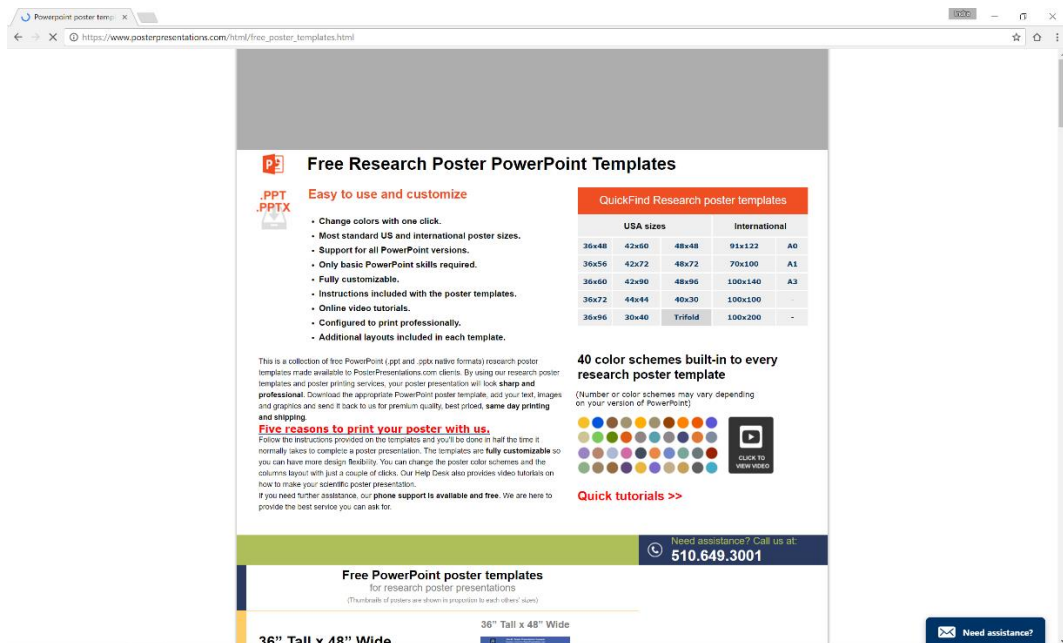 Powerpoint poster temp
https://www.posterpresentations.com/html/free_poster_templates.html
Free Research Poster PowerPoint Templates
.PPT
.PPTX
Easy to use and customize
• Change colors with one click.
• Most standard US and international poster sizes.
• Support for all PowerPoint versions.
• Only basic PowerPoint skills required.
• Fully customizable.
• Instructions included with the poster templates.
• Online video tutorials.
• Configured to print professionally.
• Additional layouts included in each template.
QuickFind Research poster templates
USA sizes International
36x48 42x60 48x48 91x122 A0
36x56 42x72 48x72 70x100 A1
36x60 42x90 48x96 100x140 A3
36x72 44x44 40x30 100x100 -
36x96 30x40 Trifold 100x200 -
This is a collection of free PowerPoint (.ppt and .pptx native formats) research poster
templates made available to PosterPresentations.com clients. By using our research poster
templates and poster printing services, your poster presentation will look sharp and
professional. Download the appropriate PowerPoint poster template, add your text, images
and graphics and send it back to us for premium quality, best priced, same day printing
and shipping.
Five reasons to print your poster with us.
Follow the instructions provided on the templates and you'll be done in half the time it
normally takes to complete a poster presentation. The templates are fully customizable so
you can have more design flexibility. You can change the poster color schemes and the
columns layout with just a couple of clicks. Our Help Desk also provides video tutorials on
how to make your scientific poster presentation.
If you need further assistance, our phone support is available and free. We are here to
provide the best service you can ask for.
40 color schemes built-in to every
research poster template
(Number or color schemes may vary depending
on your version of PowerPoint)
CLICK TO
VIEW VIDEO
Quick tutorials >>
Need assistance? Call us at:
510.649.3001
Free PowerPoint poster templates
for research poster presentations
(Thumbnails of posters are shown in proportion to each others' sizes)
36" Tall x 48" Wide
36" Tall x 48" Wide
Need assistance?